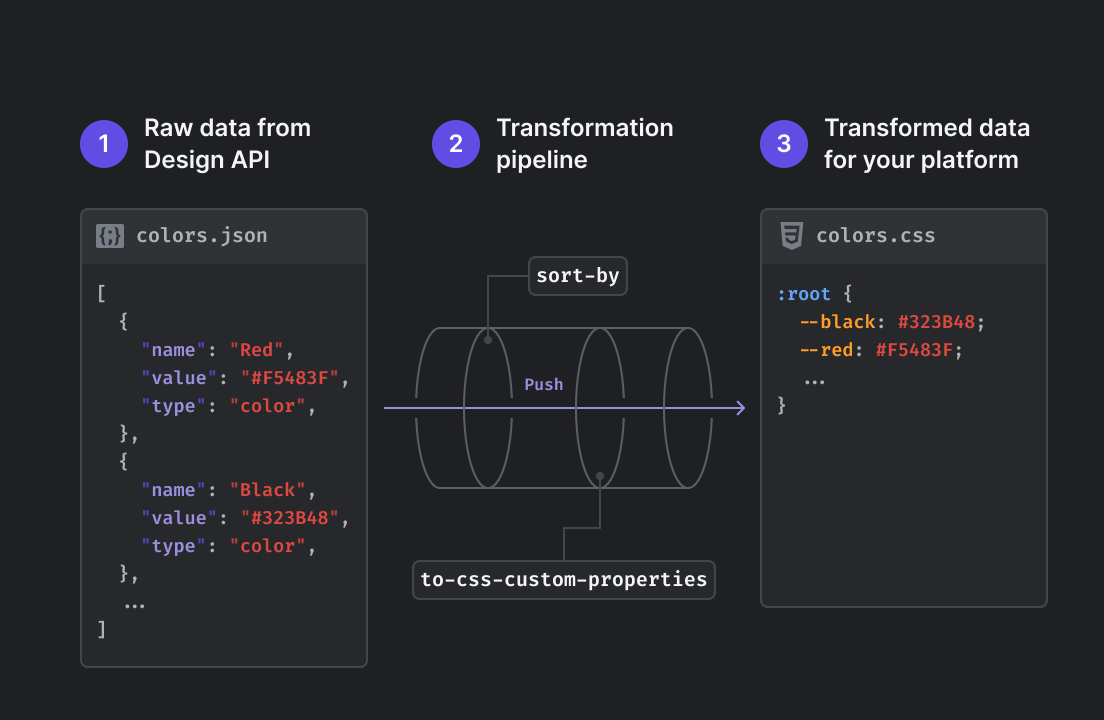 1
Raw data from
Design API
2
Transformation
pipeline
3
Transformed data
for your platform
{;} colors.json
[
  {
    "name": "Red",
    "value": "#F5483F",
    "type": "color",
  },
  {
    "name": "Black",
    "value": "#323B48",
    "type": "color",
  },
  ...
]
sort-by
Push
to-css-custom-properties
colors.css
:root {
  --black: #323B48;
  --red: #F5483F;
  ...
}